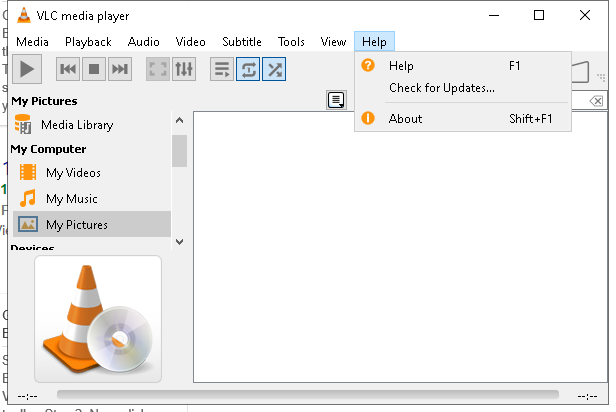 VLC media player
Media Playback Audio Video Subtitle Tools View Help
Help F1
Check for Updates...
About Shift+F1
My Pictures
Media Library
My Computer
My Videos
My Music
My Pictures
Devices
--:-- --:--